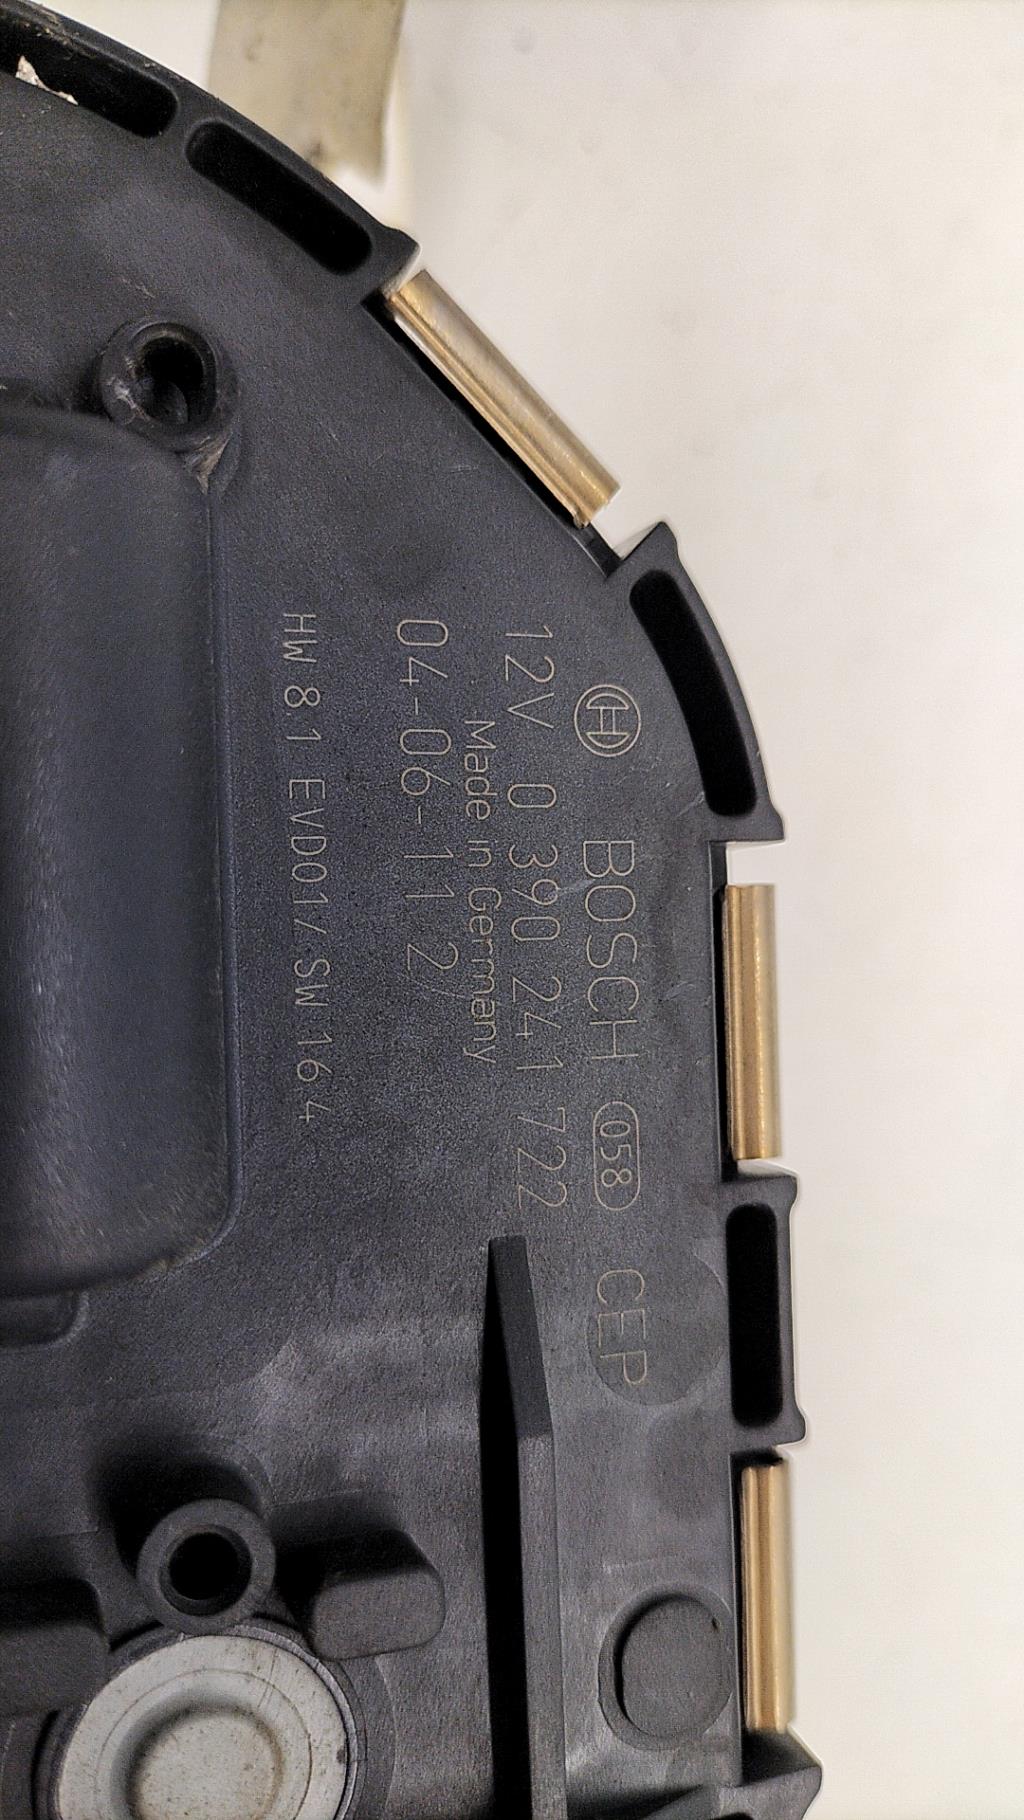 BOSCH 058 CEP
12V 0 390 241 722
Made in Germany
04-06-11 2
HW 8.1 EVD01/ SW 16.4